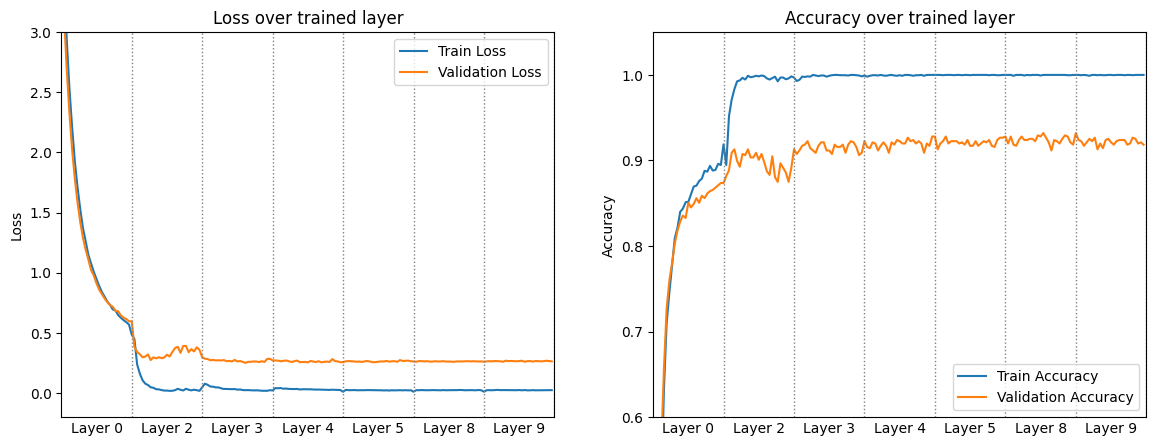 Loss over trained layer
3.0
2.5
2.0
1.5
1.0
0.5
0.0
Loss
Train Loss
Validation Loss
Layer 0 Layer 2 Layer 3 Layer 4 Layer 5 Layer 8 Layer 9
Accuracy over trained layer
1.0
0.9
0.8
0.7
0.6
Accuracy
Train Accuracy
Validation Accuracy
Layer 0 Layer 2 Layer 3 Layer 4 Layer 5 Layer 8 Layer 9